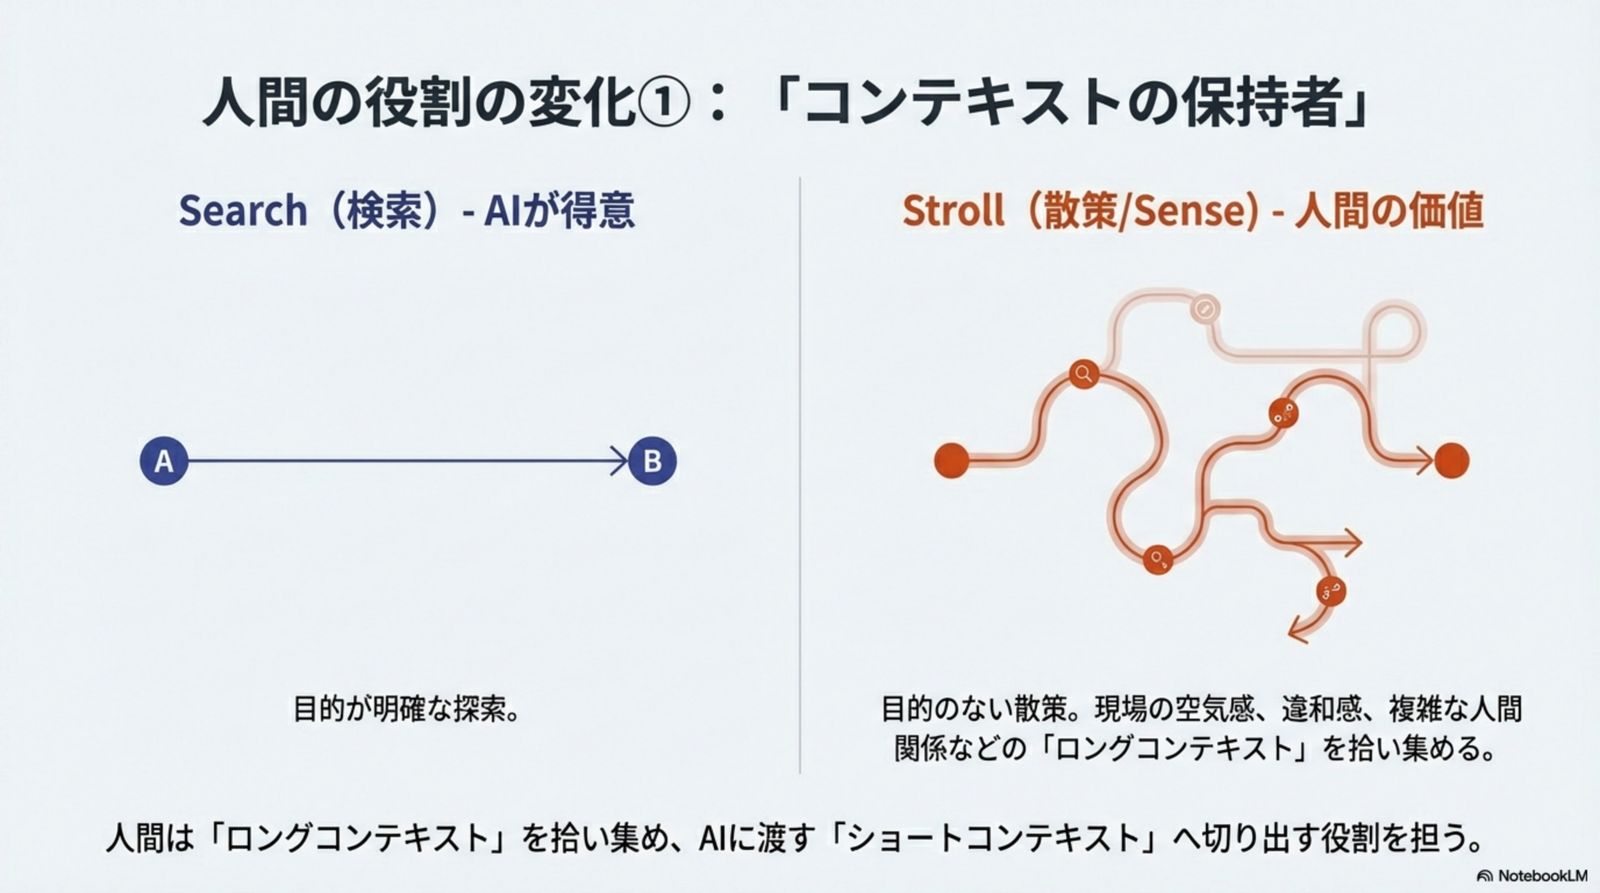 人間の役割の変化①：「コンテキストの保持者」
Search（検索）- AIが得意
A
B
目的が明確な探索。
Stroll（散策/Sense) - 人間の価値
目的のない散策。現場の空気感、違和感、複雑な人間
関係などの「ロングコンテキスト」を拾い集める。
人間は「ロングコンテキスト」を拾い集め、AIに渡す「ショートコンテキスト」へ切り出す役割を担う。
NotebookLM